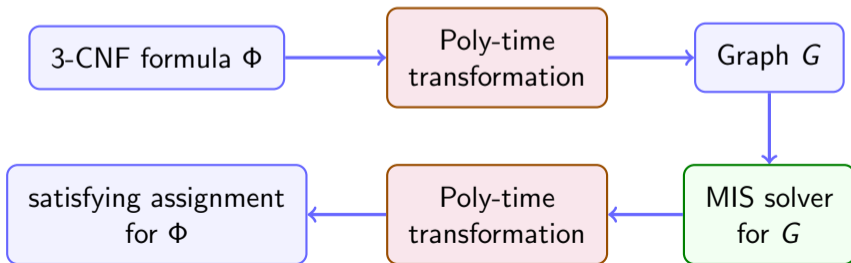 3-CNF formula Φ
Poly-time
transformation
Graph G
satisfying assignment
for Φ
Poly-time
transformation
MIS solver
for G